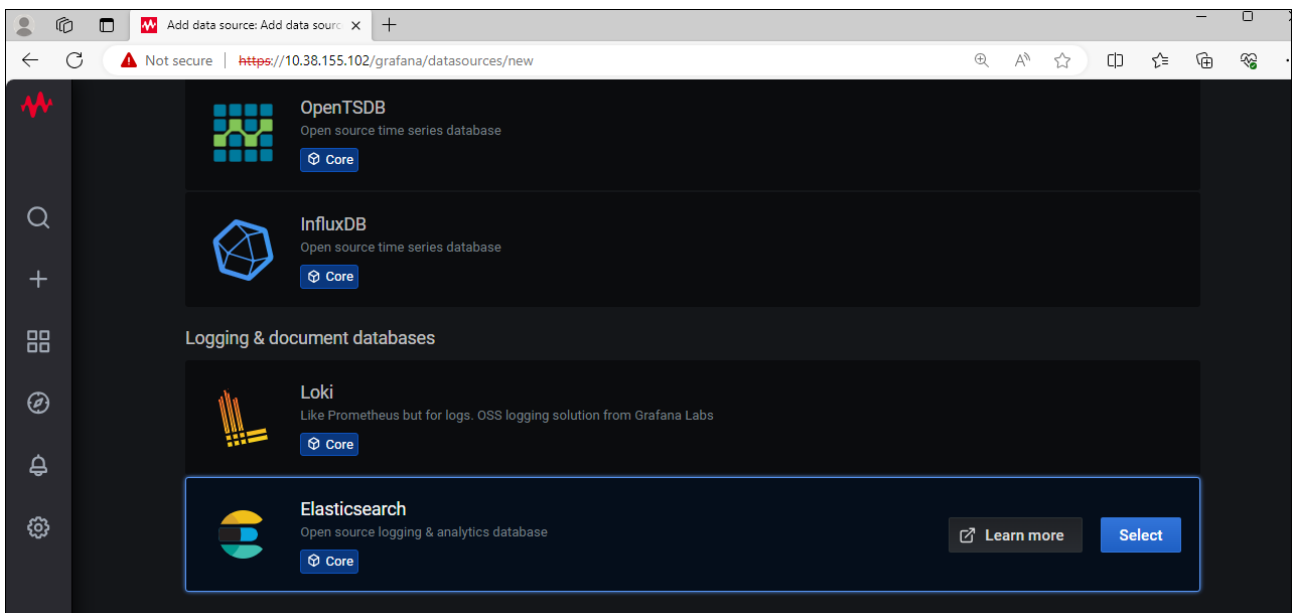 Add data source: Add data sourc
Not secure | https://10.38.155.102/grafana/datasources/new
OpenTSDB
Open source time series database
Core
InfluxDB
Open source time series database
Core
Logging & document databases
Loki
Like Prometheus but for logs. OSS logging solution from Grafana Labs
Core
Elasticsearch
Open source logging & analytics database
Core
Learn more
Select